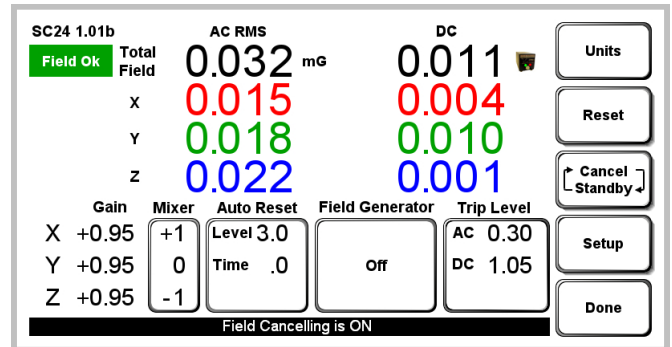 SC24 1.01b AC RMS DC
Field Ok Total Field 0.032 mG 0.011
X 0.015 0.004
Y 0.018 0.010
Z 0.022 0.001
Gain Mixer Auto Reset Field Generator Trip Level
X +0.95 +1 Level 3.0 AC 0.30
Y +0.95 0 Time .0 Off DC 1.05
Z +0.95 -1
Field Cancelling is ON
Units
Reset
Cancel
Standby
Setup
Done